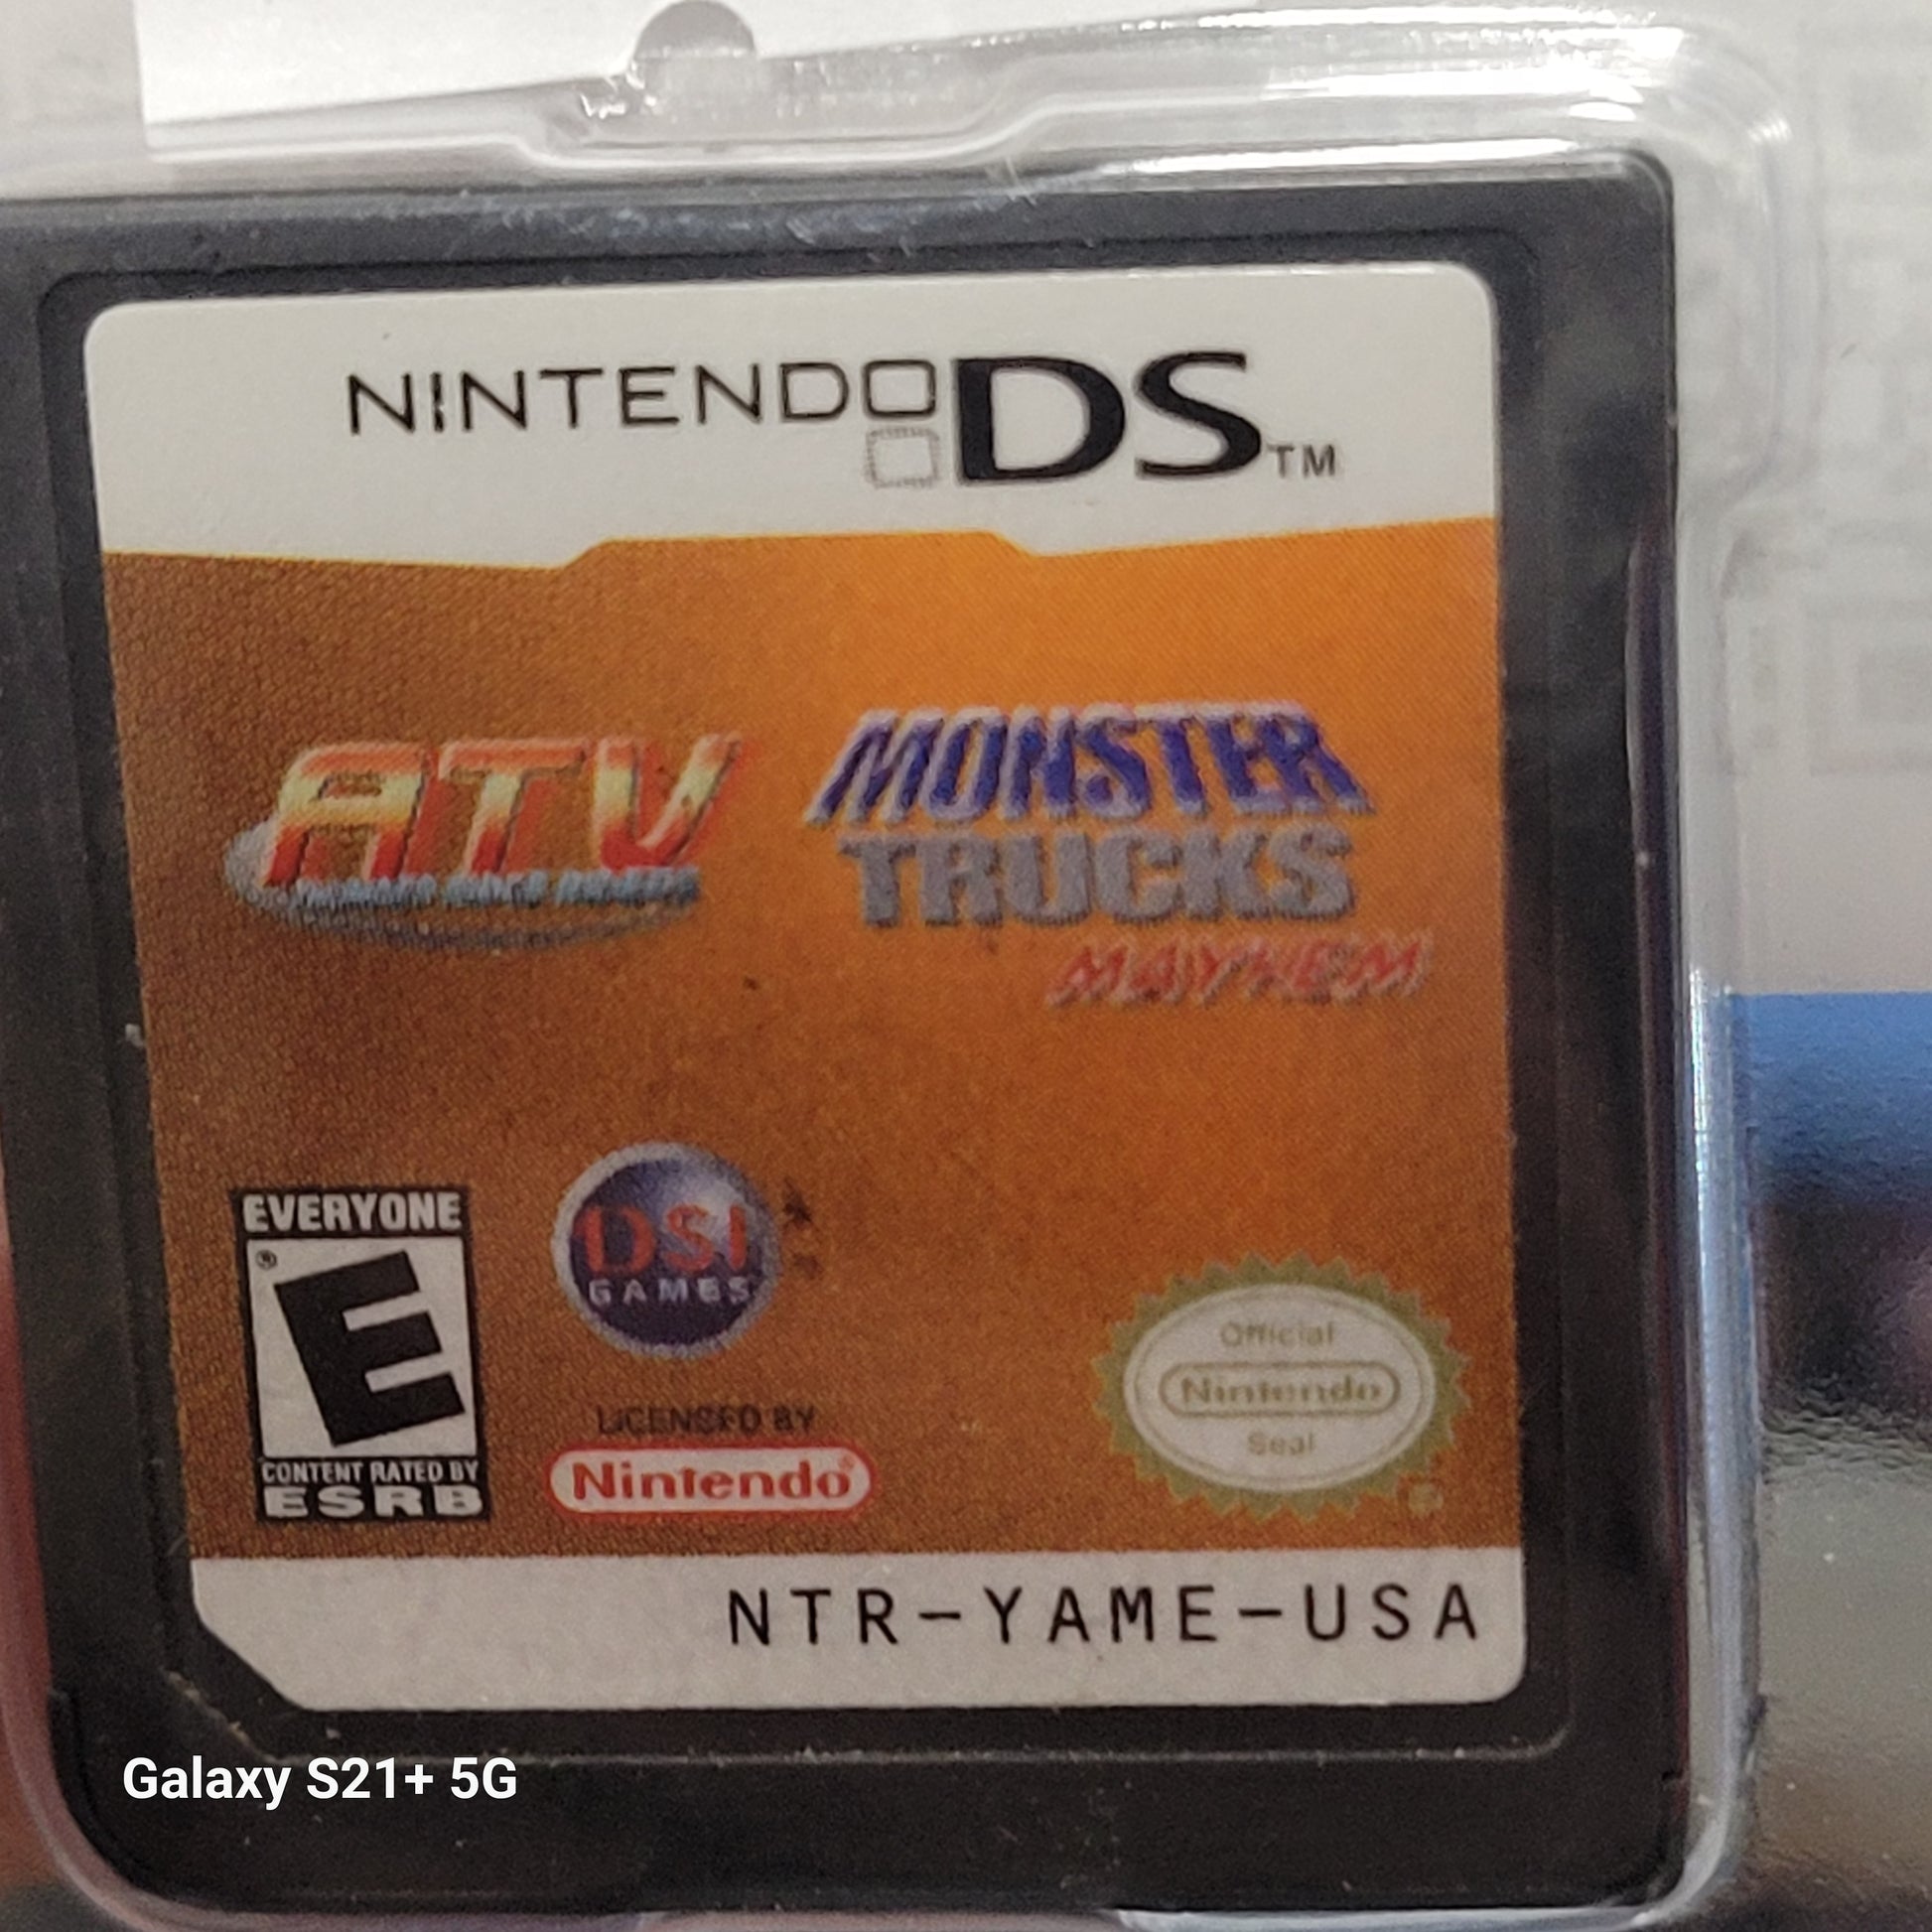 NINTENDO DS TM
ATV
MONSTER
TRUCKS
MAYHEM
EVERYONE
E
®
CONTENT RATED BY
ESRB
DSI
GAMES
LICENSED BY
Nintendo®
Official
Nintendo
Seal
NTR-YAME-USA
Galaxy S21+ 5G